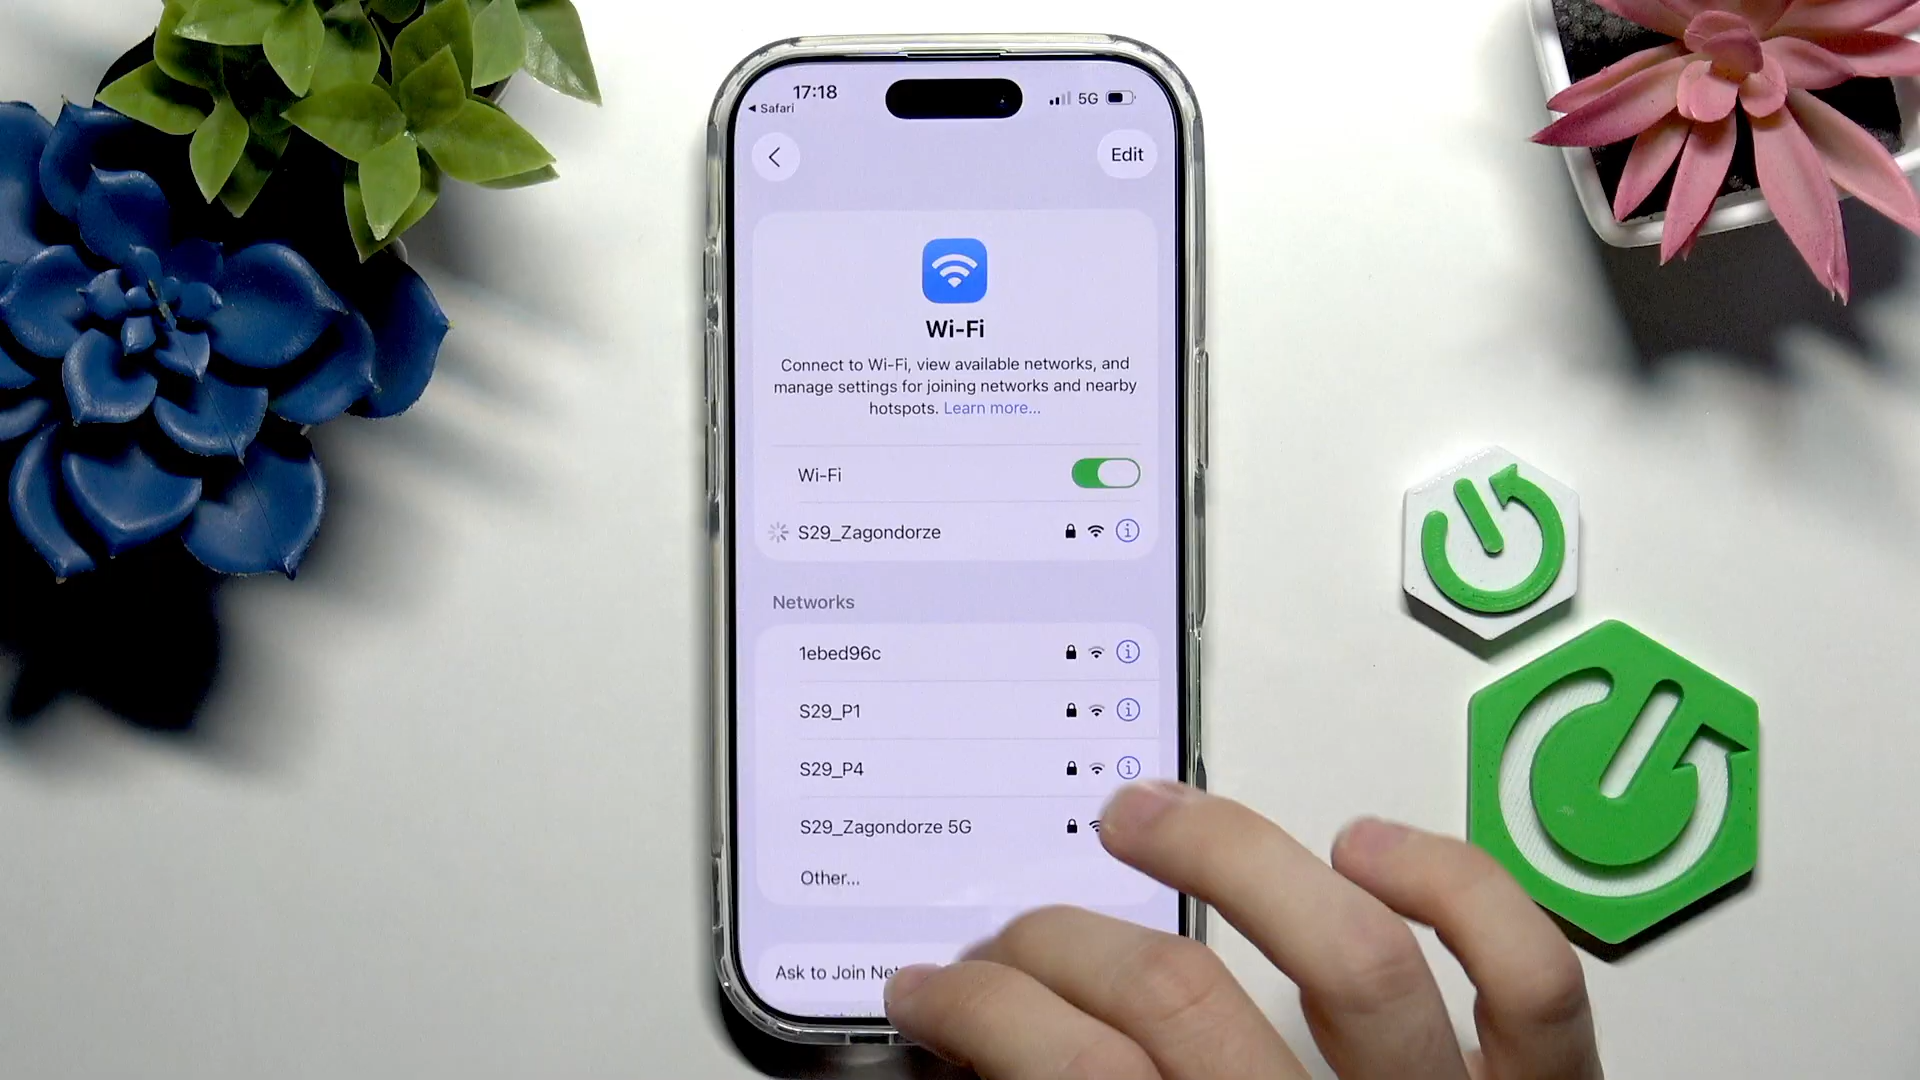 17:18
5G
◂ Safari
Edit
Wi-Fi
Connect to Wi-Fi, view available networks, and
manage settings for joining networks and nearby
hotspots. Learn more...
Wi-Fi
S29_Zagondorze
Networks
1ebed96c
S29_P1
S29_P4
S29_Zagondorze 5G
Other...
Ask to Join